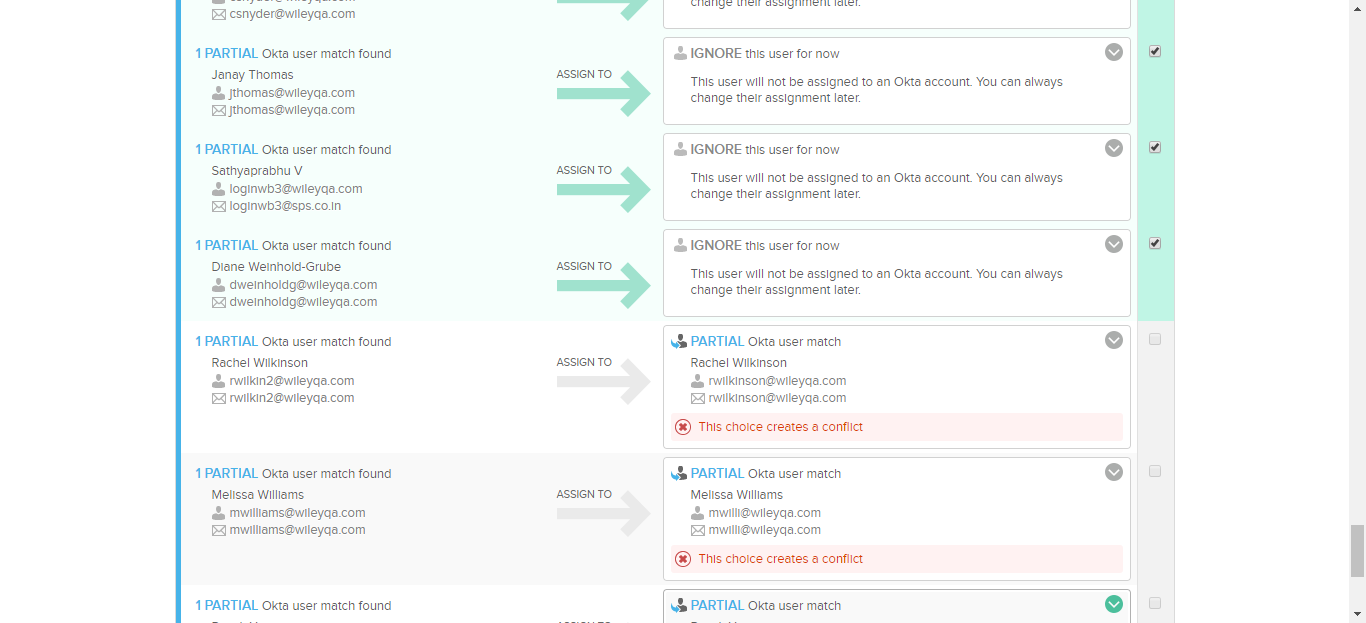 csnyder@wileyqa.com
change their assignment later.
1 PARTIAL Okta user match found
Janay Thomas
jthomas@wileyqa.com
jthomas@wileyqa.com
ASSIGN TO
IGNORE this user for now
This user will not be assigned to an Okta account. You can always
change their assignment later.
1 PARTIAL Okta user match found
Sathyaprabhu V
loginwb3@wileyqa.com
loginwb3@sps.co.in
ASSIGN TO
IGNORE this user for now
This user will not be assigned to an Okta account. You can always
change their assignment later.
1 PARTIAL Okta user match found
Diane Weinhold-Grube
dweinholdg@wileyqa.com
dweinholdg@wileyqa.com
ASSIGN TO
IGNORE this user for now
This user will not be assigned to an Okta account. You can always
change their assignment later.
1 PARTIAL Okta user match found
Rachel Wilkinson
rwilkin2@wileyqa.com
rwilkin2@wileyqa.com
ASSIGN TO
PARTIAL Okta user match
Rachel Wilkinson
rwilkinson@wileyqa.com
rwilkinson@wileyqa.com
This choice creates a conflict
1 PARTIAL Okta user match found
Melissa Williams
mwilliams@wileyqa.com
mwilliams@wileyqa.com
ASSIGN TO
PARTIAL Okta user match
Melissa Williams
mwilli@wileyqa.com
mwilli@wileyqa.com
This choice creates a conflict
1 PARTIAL Okta user match found
PARTIAL Okta user match